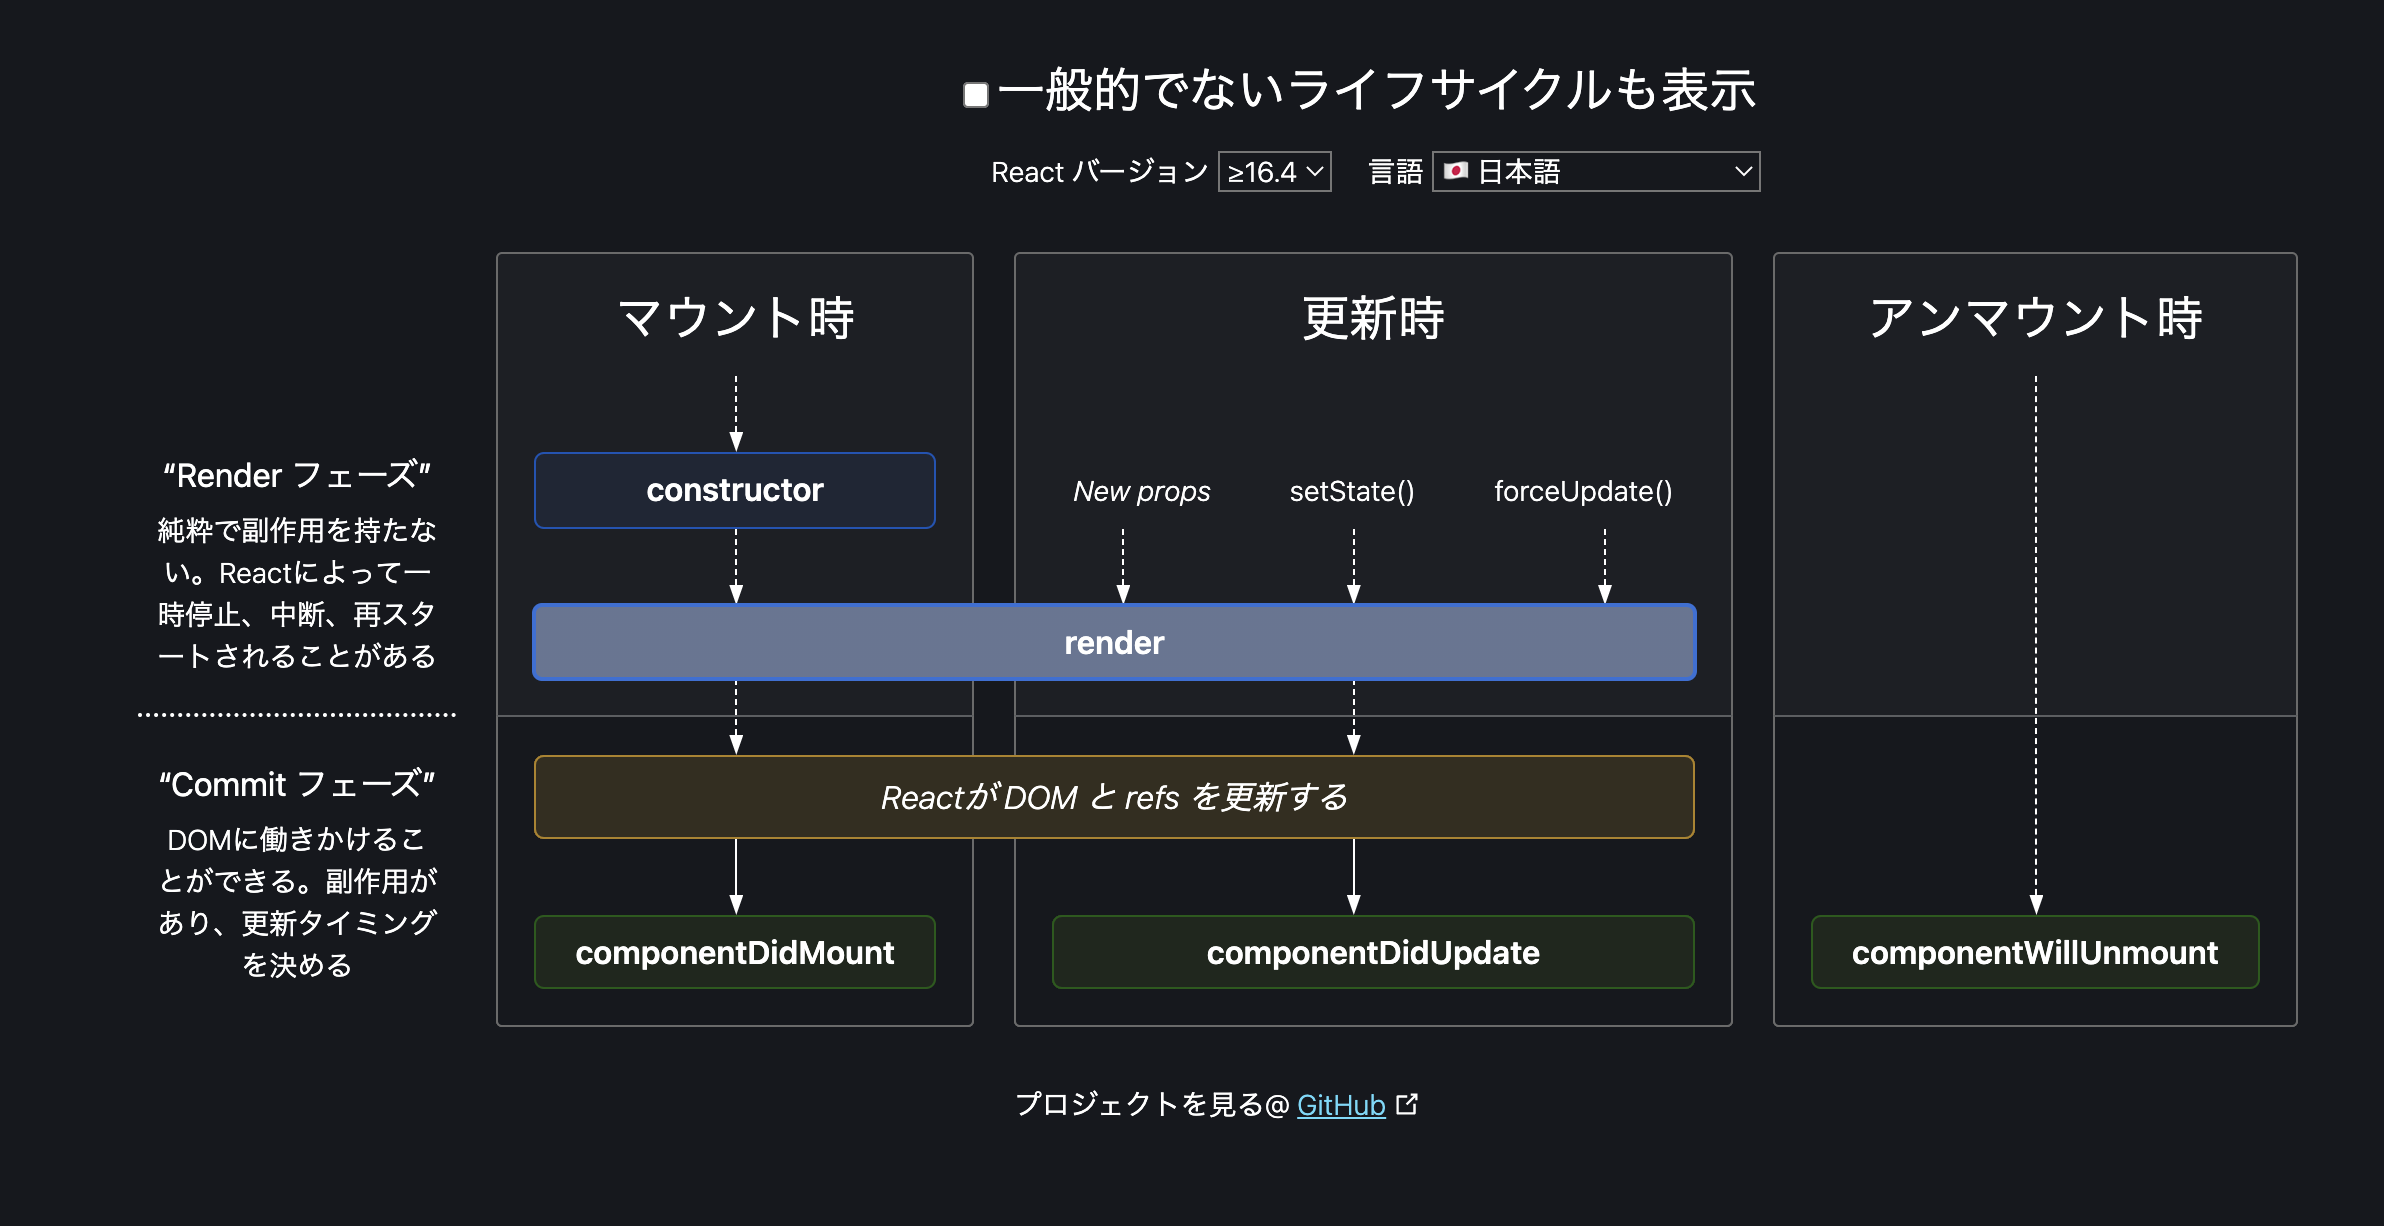 一般的でないライフサイクルも表示
React バージョン ≥16.4 言語 日本語
マウント時
更新時
アンマウント時
“Render フェーズ”
純粋で副作用を持たな
い。Reactによって一
時停止、中断、再スタ
ートされることがある
constructor
New props setState() forceUpdate()
render
“Commit フェーズ”
DOMに働きかけるこ
とができる。副作用が
あり、更新タイミング
を決める
ReactがDOM と refs を更新する
componentDidMount
componentDidUpdate
componentWillUnmount
プロジェクトを見る@ GitHub